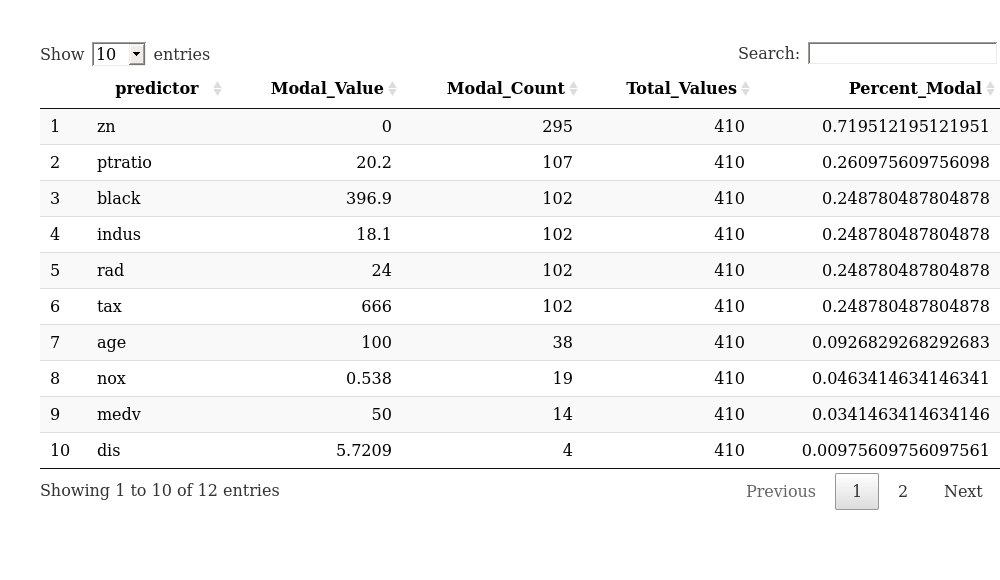 Show 10 entries Search:
predictor Modal_Value Modal_Count Total_Values Percent_Modal
1 zn 0 295 410 0.719512195121951
2 ptratio 20.2 107 410 0.260975609756098
3 black 396.9 102 410 0.248780487804878
4 indus 18.1 102 410 0.248780487804878
5 rad 24 102 410 0.248780487804878
6 tax 666 102 410 0.248780487804878
7 age 100 38 410 0.0926829268292683
8 nox 0.538 19 410 0.0463414634146341
9 medv 50 14 410 0.0341463414634146
10 dis 5.7209 4 410 0.00975609756097561
Showing 1 to 10 of 12 entries Previous 1 2 Next